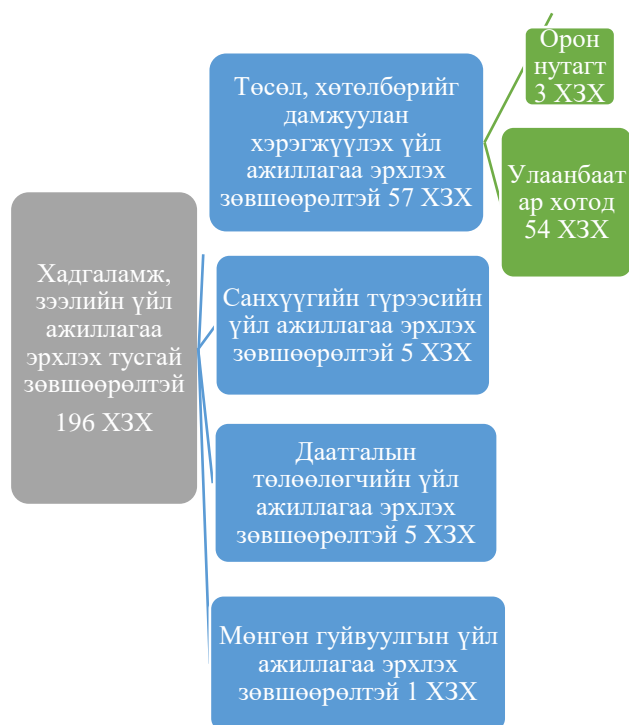 Хадгаламж,
зээлийн үйл
ажиллагаа
эрхлэх тусгай
зөвшөөрөлтэй
196 ХЗХ
Төсөл, хөтөлбөрийг
дамжуулан
хэрэгжүүлэх үйл
ажиллагаа эрхлэх
зөвшөөрөлтэй 57 ХЗХ
Орон
нутагт
3 ХЗХ
Улаанбаат
ар хотод
54 ХЗХ
Санхүүгийн түрээсийн
үйл ажиллагаа эрхлэх
зөвшөөрөлтэй 5 ХЗХ
Даатгалын
төлөөлөгчийн үйл
ажиллагаа эрхлэх
зөвшөөрөлтэй 5 ХЗХ
Мөнгөн гуйвуулгын үйл
ажиллагаа эрхлэх
зөвшөөрөлтэй 1 ХЗХ